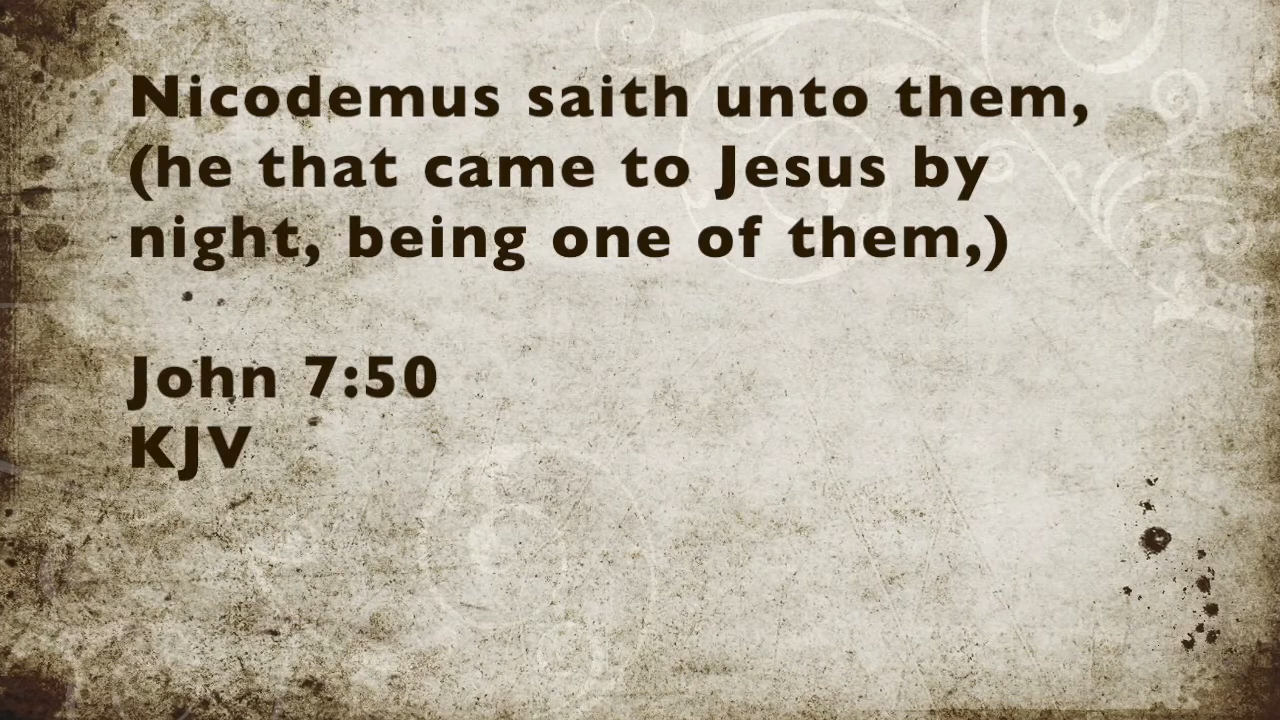 Nicodemus saith unto them,
(he that came to Jesus by
night, being one of them,)
John 7:50
KJV